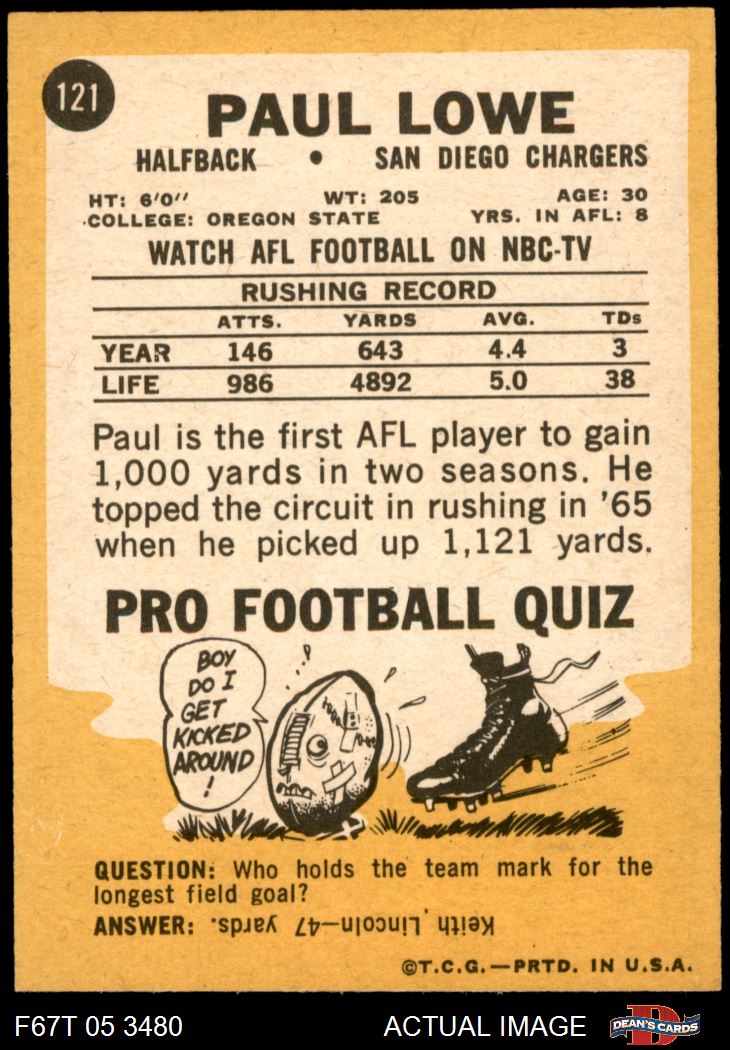 121
PAUL LOWE
HALFBACK • SAN DIEGO CHARGERS
HT: 6'0" WT: 205 AGE: 30
COLLEGE: OREGON STATE YRS. IN AFL: 8
WATCH AFL FOOTBALL ON NBC-TV
RUSHING RECORD
ATTS. YARDS AVG. TDs
YEAR 146 643 4.4 3
LIFE 986 4892 5.0 38
Paul is the first AFL player to gain
1,000 yards in two seasons. He
topped the circuit in rushing in '65
when he picked up 1,121 yards.
PRO FOOTBALL QUIZ
BOY
DO I
GET
KICKED
AROUND
!
QUESTION: Who holds the team mark for the
longest field goal?
ANSWER: Keith Lincoln—47 yards.
©T.C.G.—PRTD. IN U.S.A.
F67T 05 3480 ACTUAL IMAGE D DEAN'S CARDS